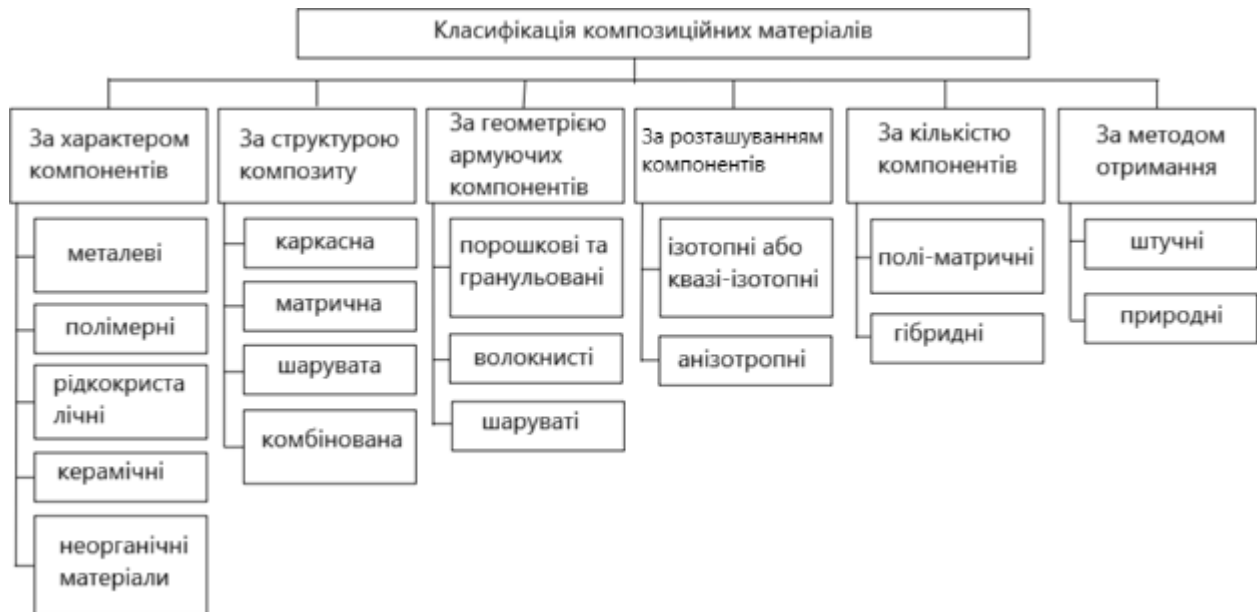 Класифікація композиційних матеріалів
За характером
компонентів
металеві
полімерні
рідкокриста
лічні
керамічні
неорганічні
матеріали
За структурою
композиту
каркасна
матрична
шарувата
комбінована
За геометрією
армуючих
компонентів
порошкові та
гранульовані
волокнисті
шаруваті
За розташуванням
компонентів
ізотопні або
квазі-ізотопні
анізотропні
За кількістю
компонентів
полі-матричні
гібридні
За методом
отримання
штучні
природні